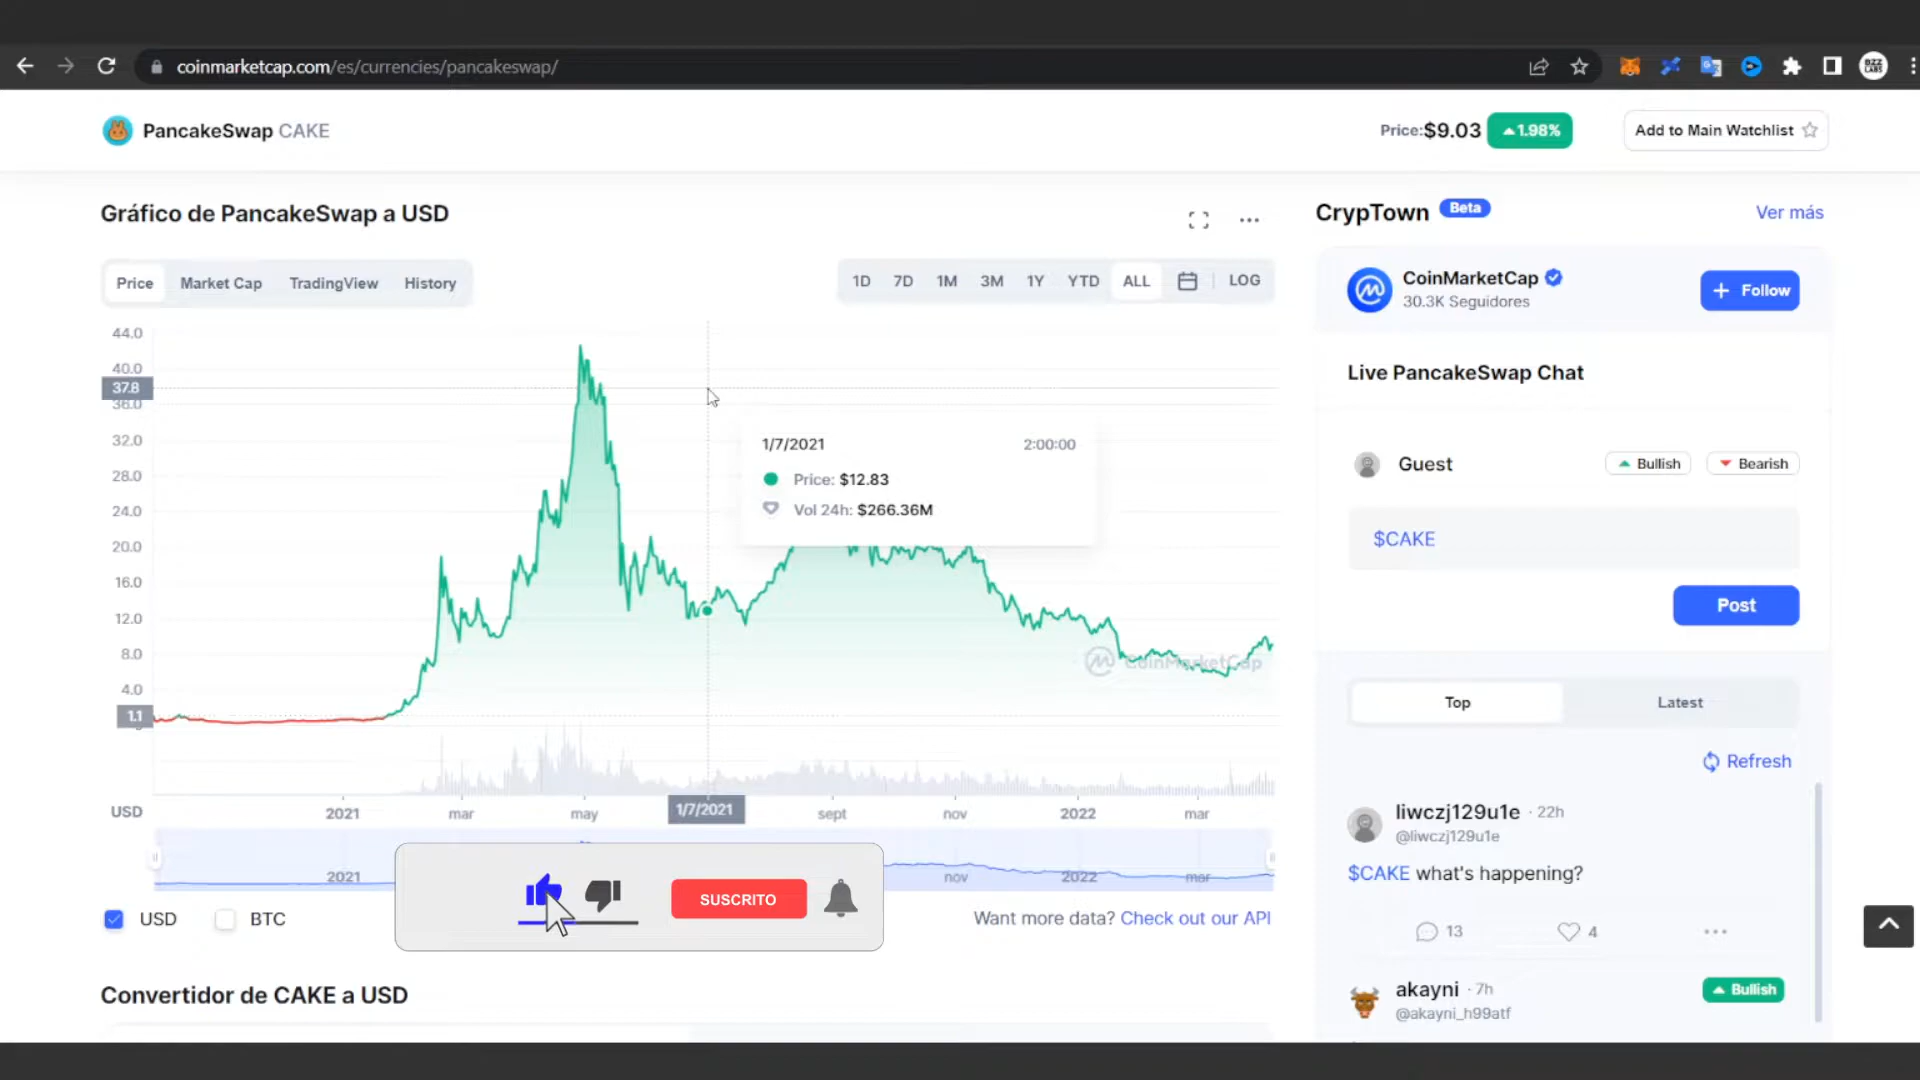 coinmarketcap.com/es/currencies/pancakeswap/
BZZ LABS
PancakeSwap CAKE
Price:$9.03
1.98%
Add to Main Watchlist
Gráfico de PancakeSwap a USD
CrypTown Beta
Ver más
Price Market Cap TradingView History
1D 7D 1M 3M 1Y YTD ALL LOG
CoinMarketCap
30.3K Seguidores
+ Follow
Live PancakeSwap Chat
Guest
Bullish
Bearish
$CAKE
Post
44.0
40.0
37.8
36.0
32.0
28.0
24.0
20.0
16.0
12.0
8.0
4.0
1.1
1/7/2021 2:00:00
Price: $12.83
Vol 24h: $266.36M
CoinMarketCap
USD
2021 mar may 1/7/2021 sept nov 2022 mar
2021 nov 2022 mar
SUSCRITO
USD BTC
Want more data? Check out our API
Top Latest
Refresh
liwczj129u1e · 22h
@liwczj129u1e
$CAKE what's happening?
13 4
akayni · 7h
@akayni_h99atf
Bullish
Convertidor de CAKE a USD